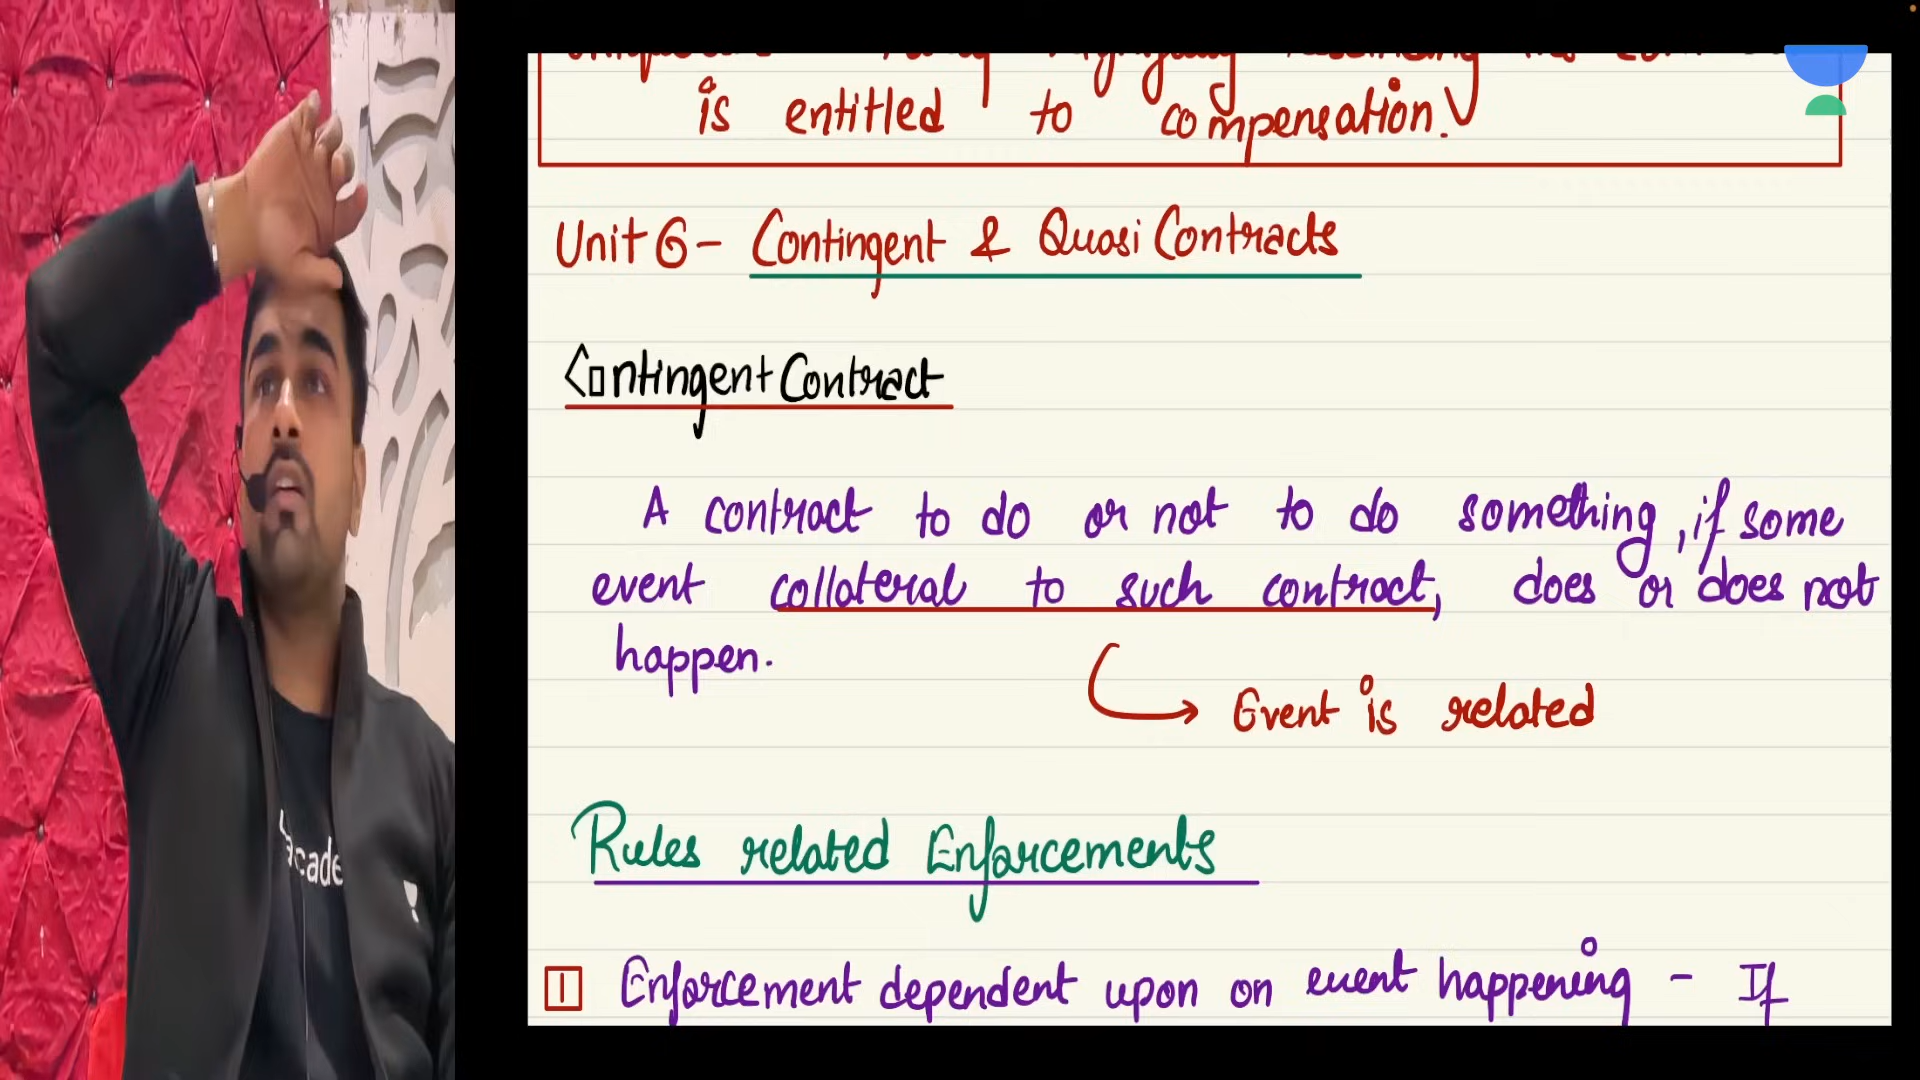 is entitled to compensation.
Unit 6- Contingent & Quasi Contracts
Contingent Contract
A contract to do or not to do something, if some
event collateral to such contract, does or does not
happen.
Event is related
Rules related Enforcements
1 Enforcement dependent upon on event happening - If